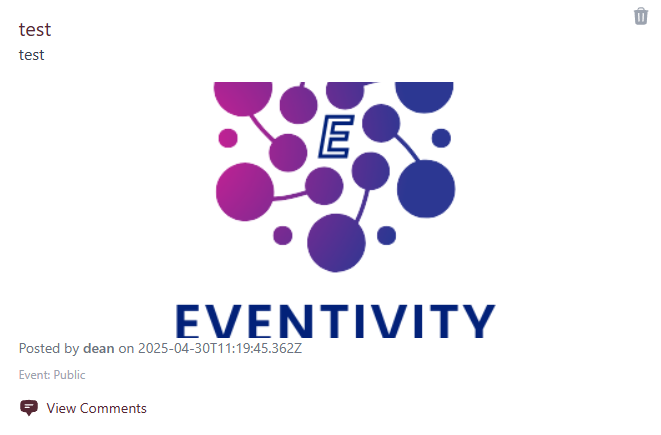 test
test
E
EVENTIVITY
Posted by dean on 2025-04-30T11:19:45.362Z
Event: Public
View Comments